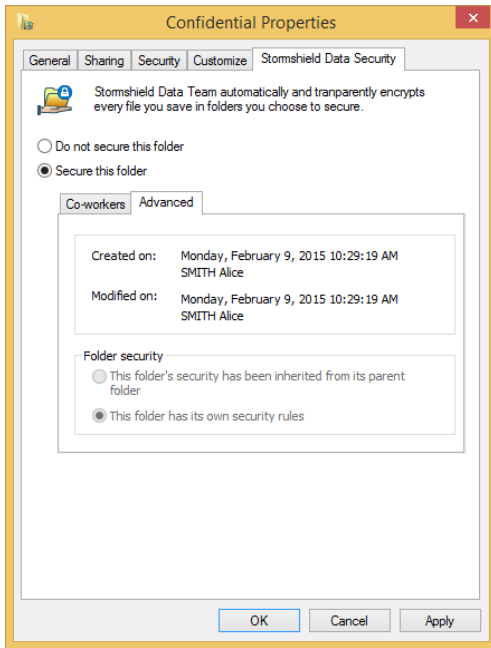 Confidential Properties
General Sharing Security Customize Stormshield Data Security
Stormshield Data Team automatically and tranparently encrypts
every file you save in folders you choose to secure.
Do not secure this folder
Secure this folder
Co-workers Advanced
Created on: Monday, February 9, 2015 10:29:19 AM
SMITH Alice
Modified on: Monday, February 9, 2015 10:29:19 AM
SMITH Alice
Folder security
This folder's security has been inherited from its parent
folder
This folder has its own security rules
OK Cancel Apply